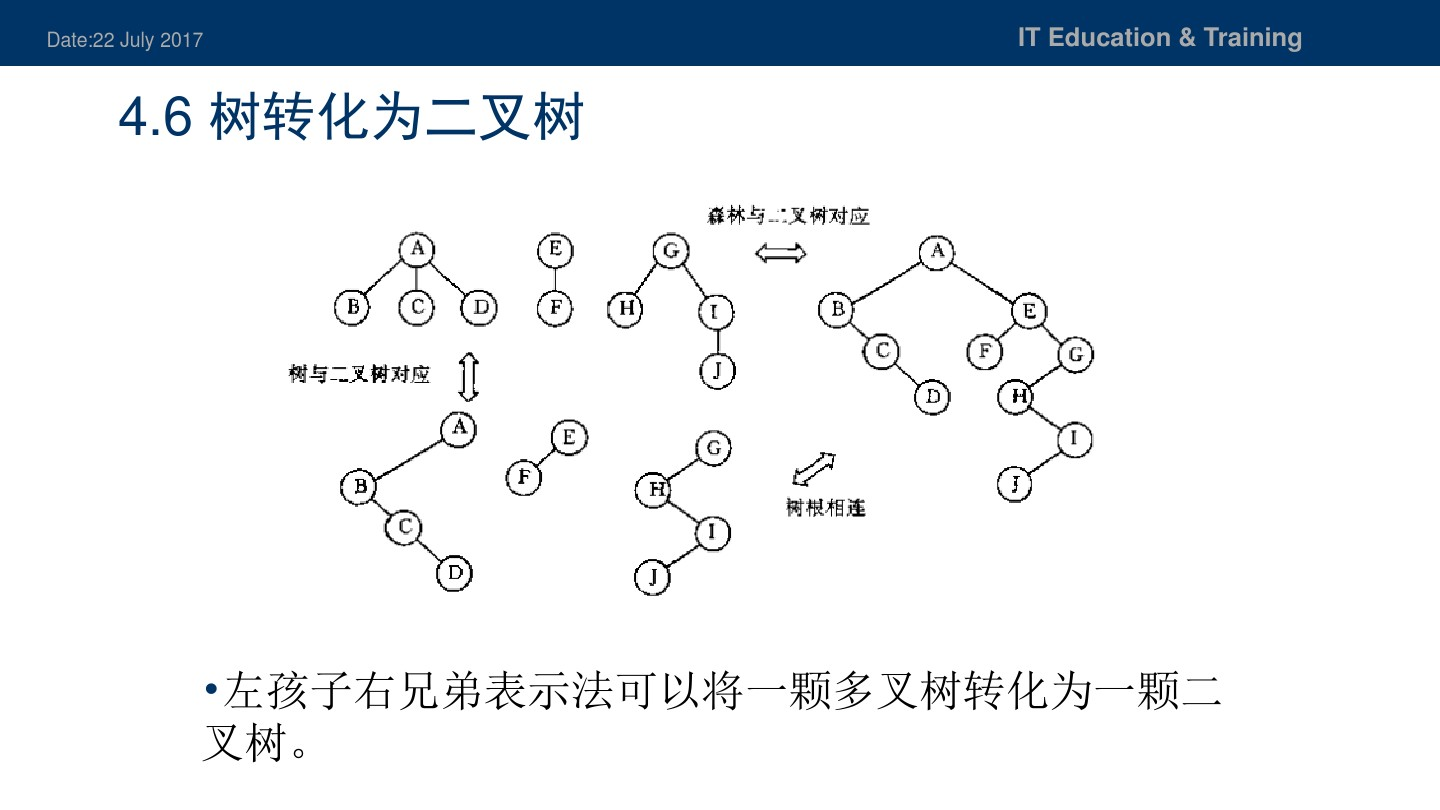 Date:22 July 2017
IT Education & Training
4.6 树转化为二叉树
森林与二叉树对应
A E G A
B C D F H I B E
C F G
J
树与二叉树对应
D H
A E G I
F
B H J
树根相连
C I
D J
•左孩子右兄弟表示法可以将一颗多叉树转化为一颗二
叉树。